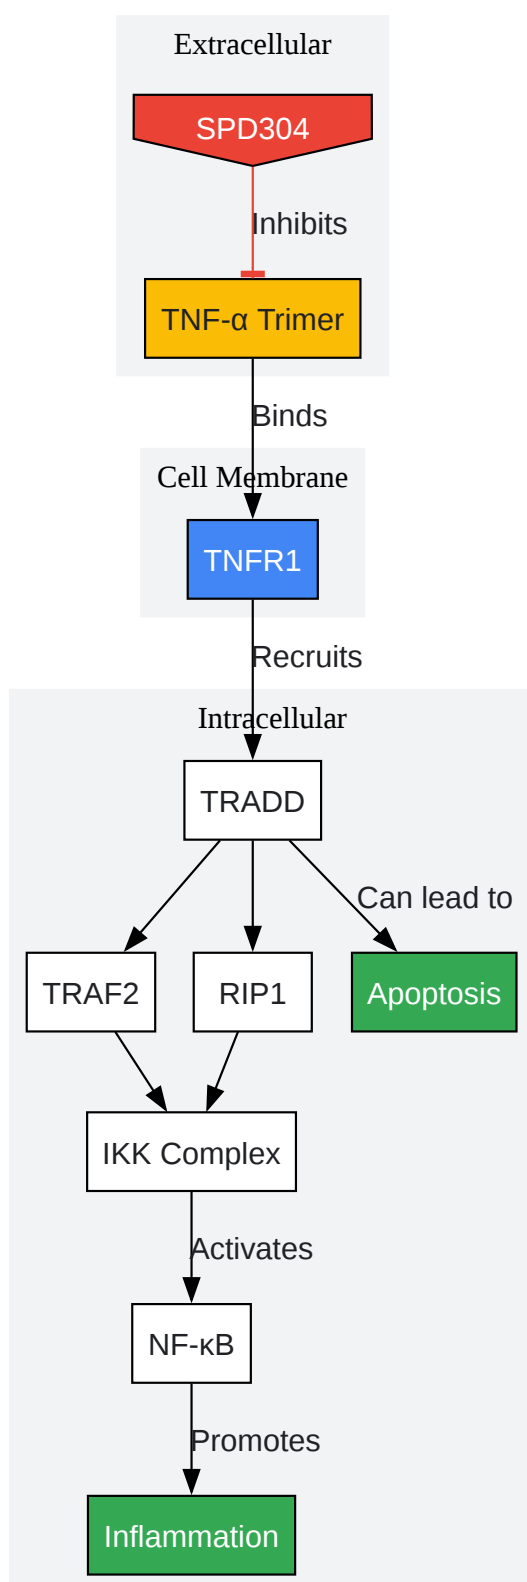 Extracellular
SPD304
Inhibits
TNF-α Trimer
Binds
Cell Membrane
TNFR1
Recruits
Intracellular
TRADD
Can lead to
TRAF2
RIP1
Apoptosis
IKK Complex
Activates
NF-κB
Promotes
Inflammation